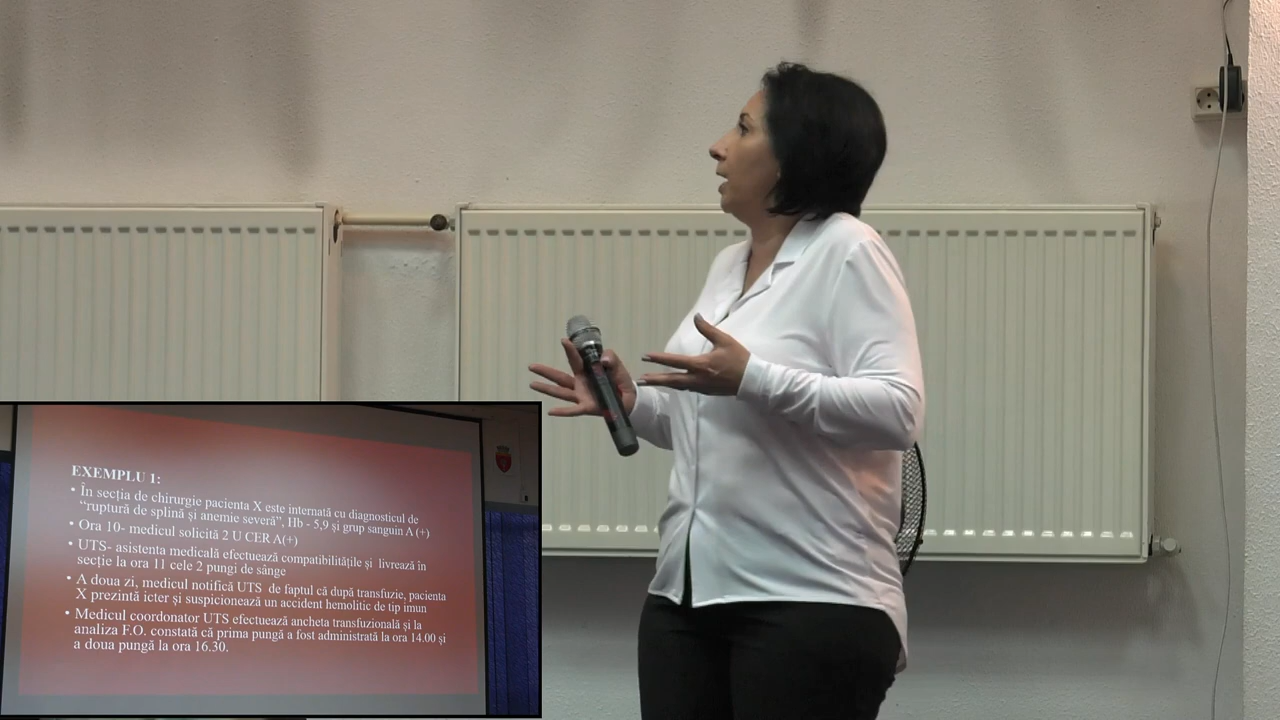 EXEMPLU 1:
• În secția de chirurgie pacienta X este internată cu diagnosticul de
"ruptură de splină și anemie severă", Hb - 5,9 și grup sanguin A (+)
• Ora 10- medicul solicită 2 U CER A(+)
• UTS- asistenta medicală efectuează compatibilitățile și livrează în
secție la ora 11 cele 2 pungi de sânge
• A doua zi, medicul notifică UTS de faptul că după transfuzie, pacienta
X prezintă icter și suspicionează un accident hemolitic de tip imun
• Medicul coordonator UTS efectuează ancheta transfuzională și la
analiza F.O. constată că prima pungă a fost administrată la ora 14.00 și
a doua pungă la ora 16.30.